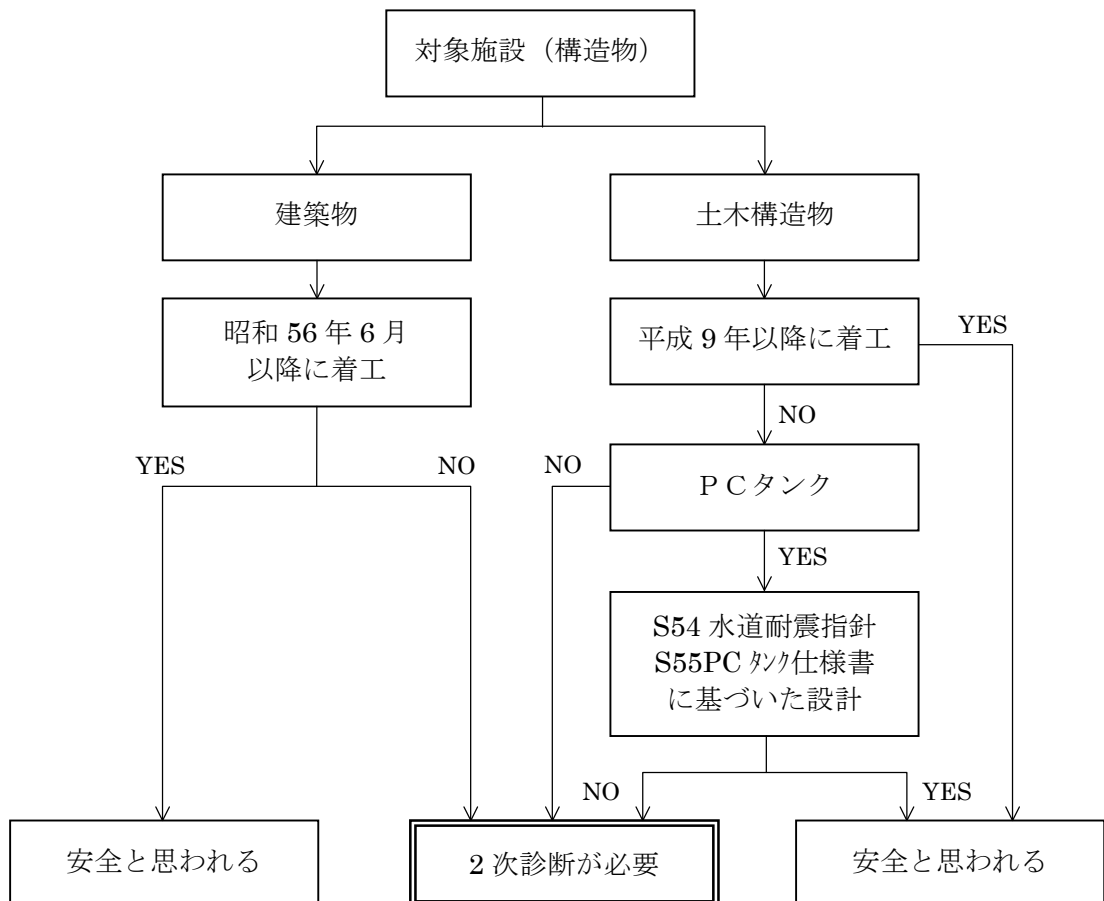 対象施設（構造物）
建築物
土木構造物
昭和 56 年 6 月
以降に着工
平成 9 年以降に着工
YES
NO
YES
NO
NO
ＰＣタンク
YES
S54 水道耐震指針
S55PC ﾀﾝｸ仕様書
に基づいた設計
NO
YES
安全と思われる
2 次診断が必要
安全と思われる